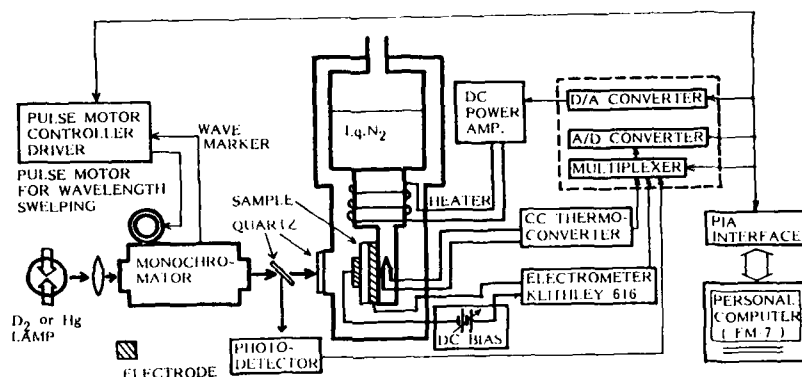 PULSE MOTOR
CONTROLLER
DRIVER
WAVE
MARKER
PULSE MOTOR
FOR WAVELENGTH
SWELPING
Lq.N2
DC
POWER
AMP.
D/A CONVERTER
A/D CONVERTER
MULTIPLEXER
HEATER
SAMPLE
QUARTZ
CC THERMO-
CONVERTER
PIA
INTERFACE
MONOCHRO-
MATOR
ELECTROMETER
KEITHLEY 616
PERSONAL
COMPUTER
( FM-7 )
D2 or Hg
LAMP
PHOTO-
DETECTOR
DC BIAS
ELECTRODE